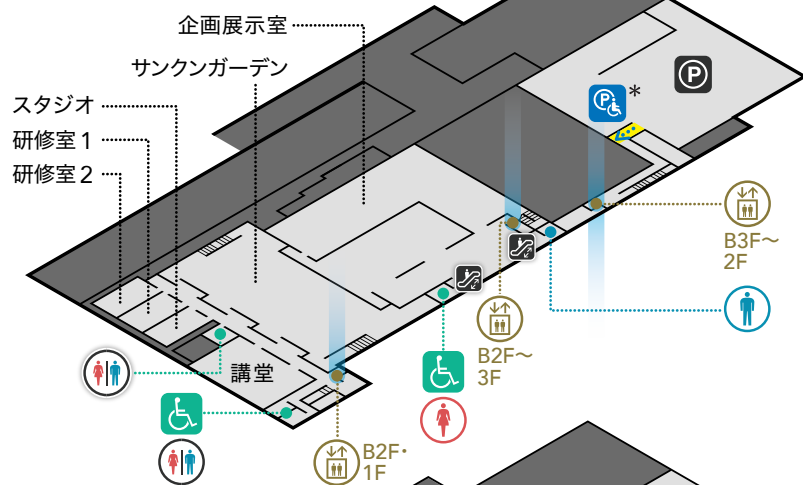 企画展示室
サンクンガーデン
スタジオ
研修室1
研修室2
P
P
*
B3F〜
2F
B2F〜
3F
講堂
B2F・
1F